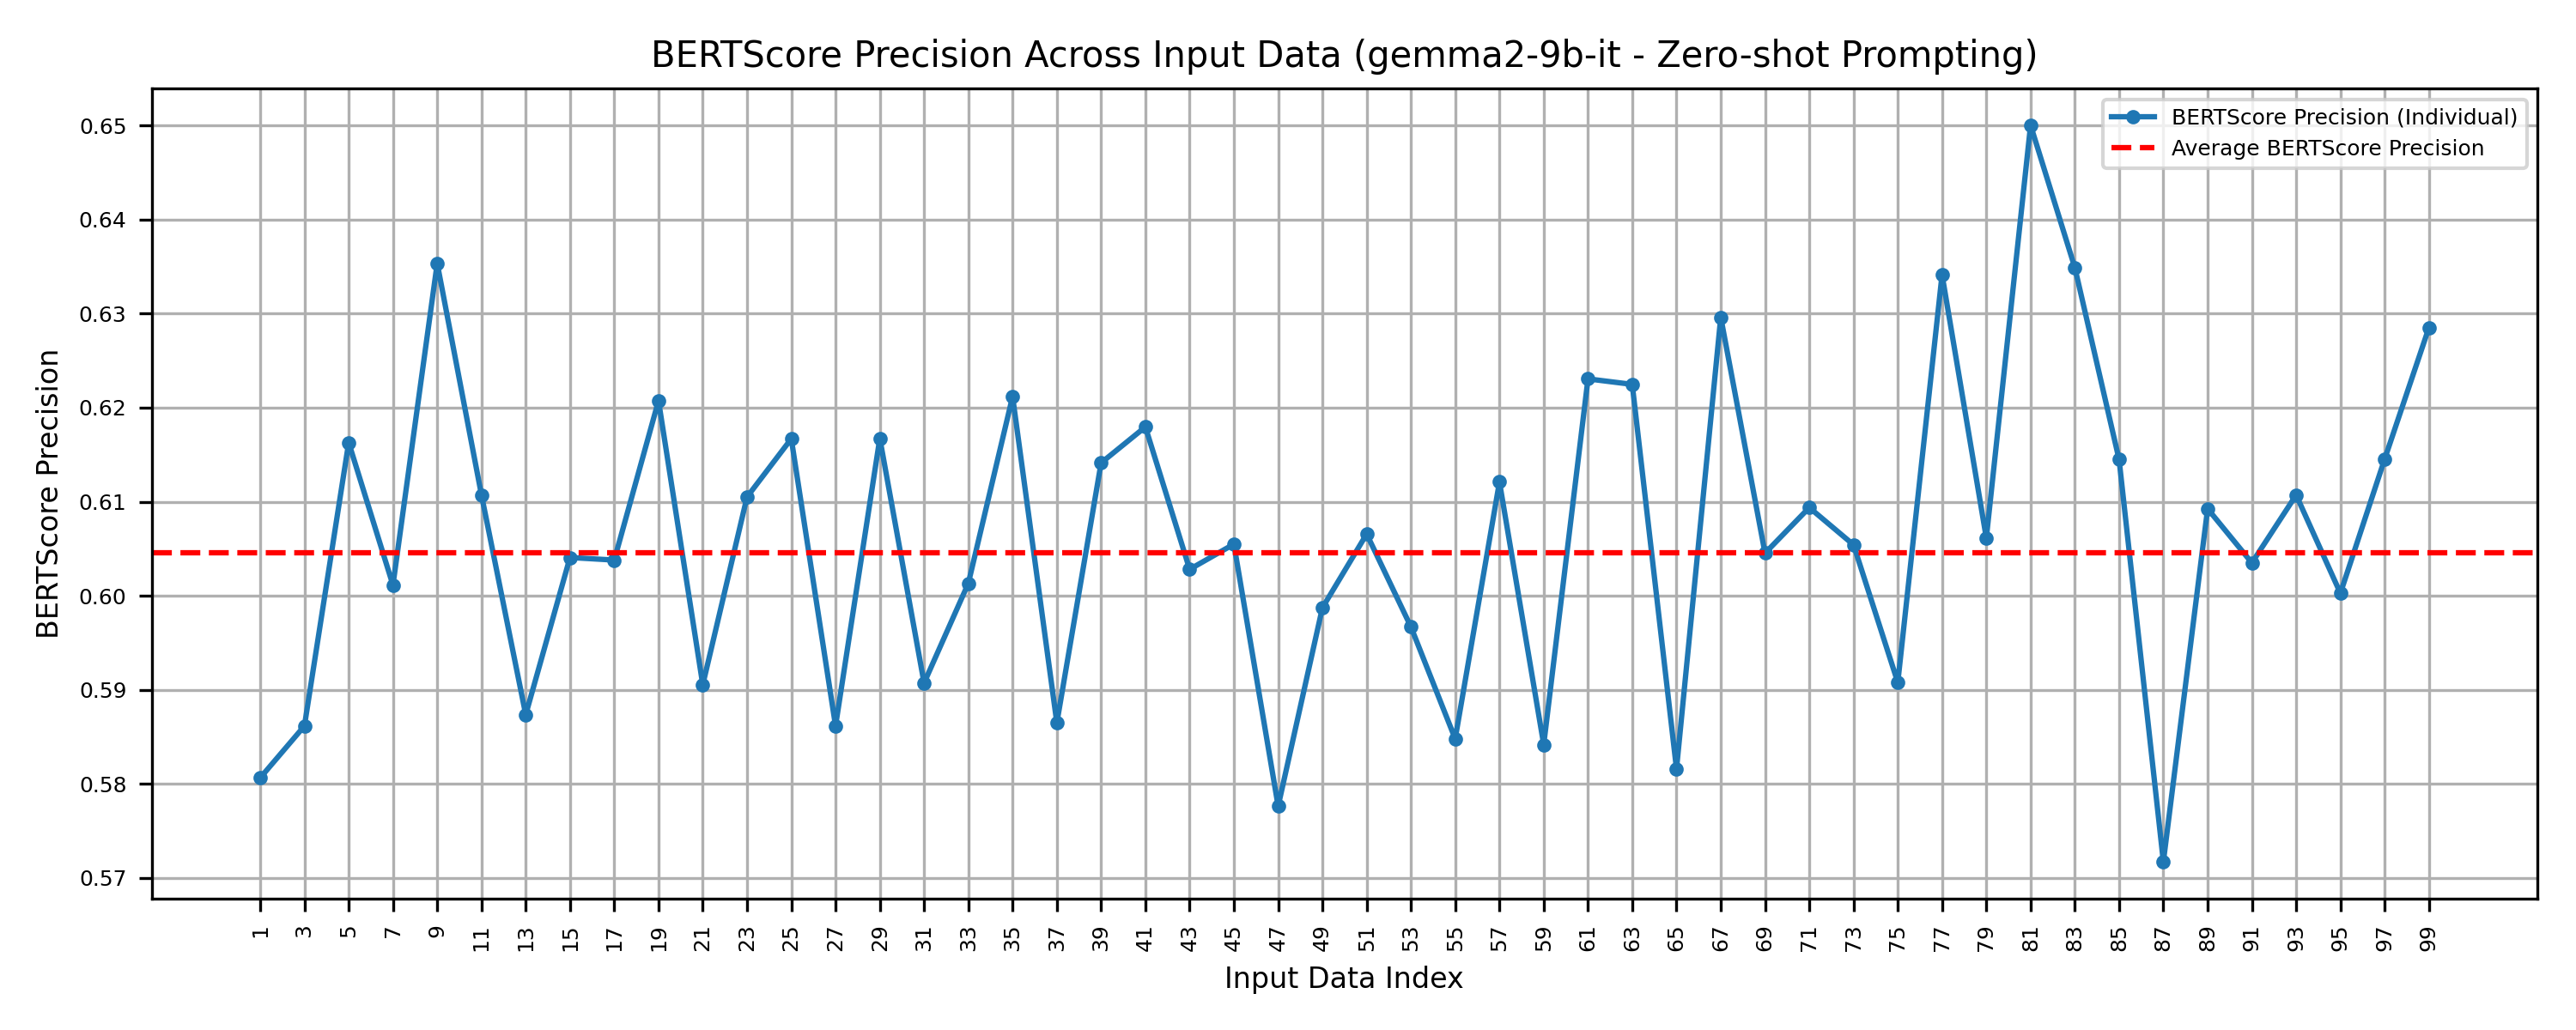 BERTScore Precision Across Input Data (gemma2-9b-it - Zero-shot Prompting)
BERTScore Precision (Individual)
Average BERTScore Precision
0.65
0.64
0.63
0.62
0.61
0.60
0.59
0.58
0.57
BERTScore Precision
1 3 5 7 9 11 13 15 17 19 21 23 25 27 29 31 33 35 37 39 41 43 45 47 49 51 53 55 57 59 61 63 65 67 69 71 73 75 77 79 81 83 85 87 89 91 93 95 97 99
Input Data Index